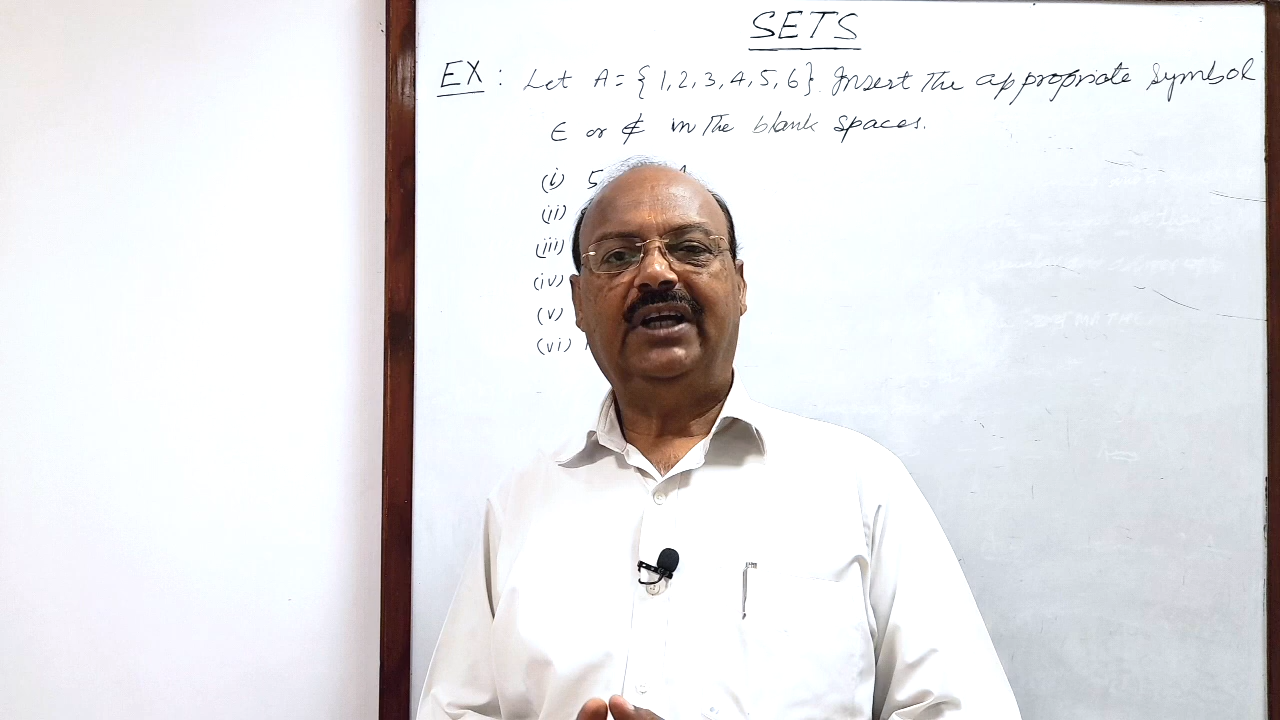 SETS
EX : Let A = {1, 2, 3, 4, 5, 6}. Insert the appropriate symbol
∈ or ∉ in the blank spaces.
(i) 5
(ii)
(iii)
(iv)
(v)
(vi)